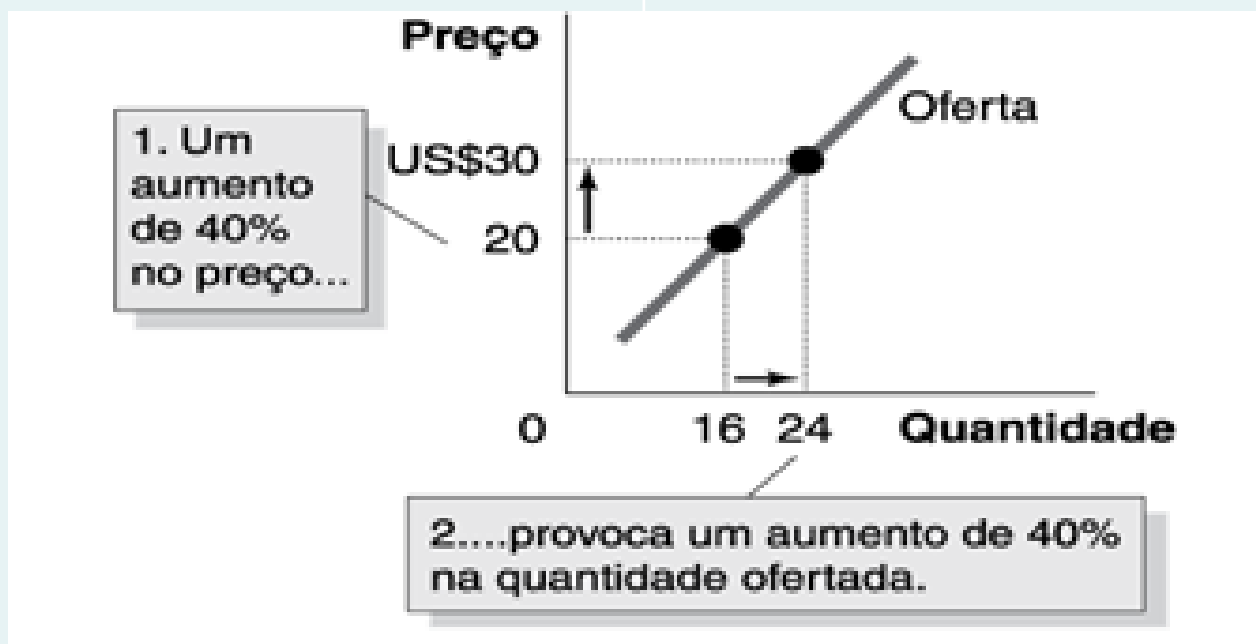 Preço
1. Um
aumento
de 40%
no preço...
US$30
20
Oferta
0
16
24
Quantidade
2....provoca um aumento de 40%
na quantidade ofertada.